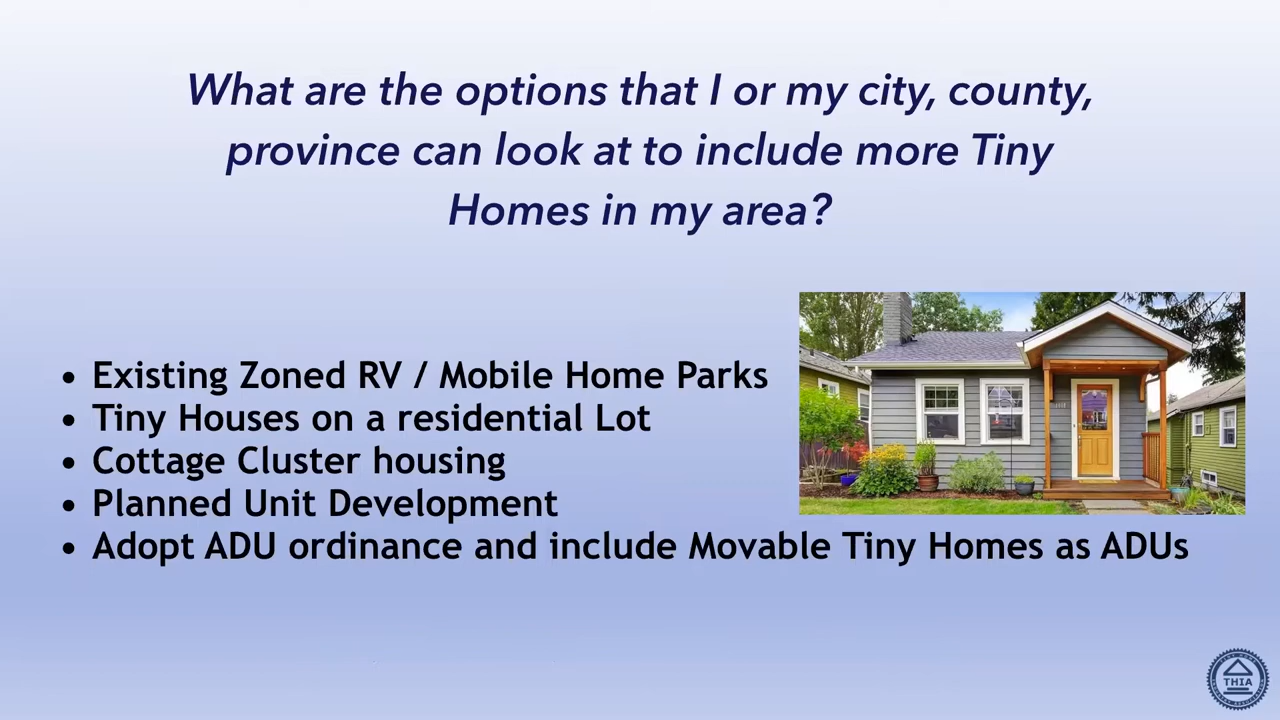 What are the options that I or my city, county,
province can look at to include more Tiny
Homes in my area?
• Existing Zoned RV / Mobile Home Parks
• Tiny Houses on a residential Lot
• Cottage Cluster housing
• Planned Unit Development
• Adopt ADU ordinance and include Movable Tiny Homes as ADUs
THIA